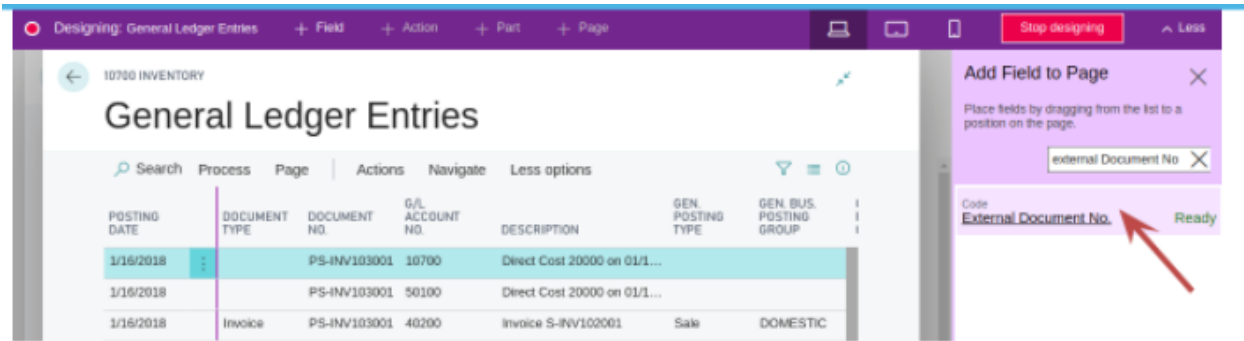 Designing: General Ledger Entries + Field + Action + Part + Page Stop designing Less
10700 INVENTORY
General Ledger Entries
Search Process Page Actions Navigate Less options
POSTING DATE DOCUMENT TYPE DOCUMENT NO. G/L ACCOUNT NO. DESCRIPTION GEN. POSTING TYPE GEN. BUS. POSTING GROUP
1/16/2018 PS-INV103001 10700 Direct Cost 20000 on 01/1...
1/16/2018 PS-INV103001 50100 Direct Cost 20000 on 01/1...
1/16/2018 Invoice PS-INV103001 40200 Invoice S-INV102001 Sale DOMESTIC
Add Field to Page
Place fields by dragging from the list to a
position on the page.
external Document No
Code
External Document No. Ready